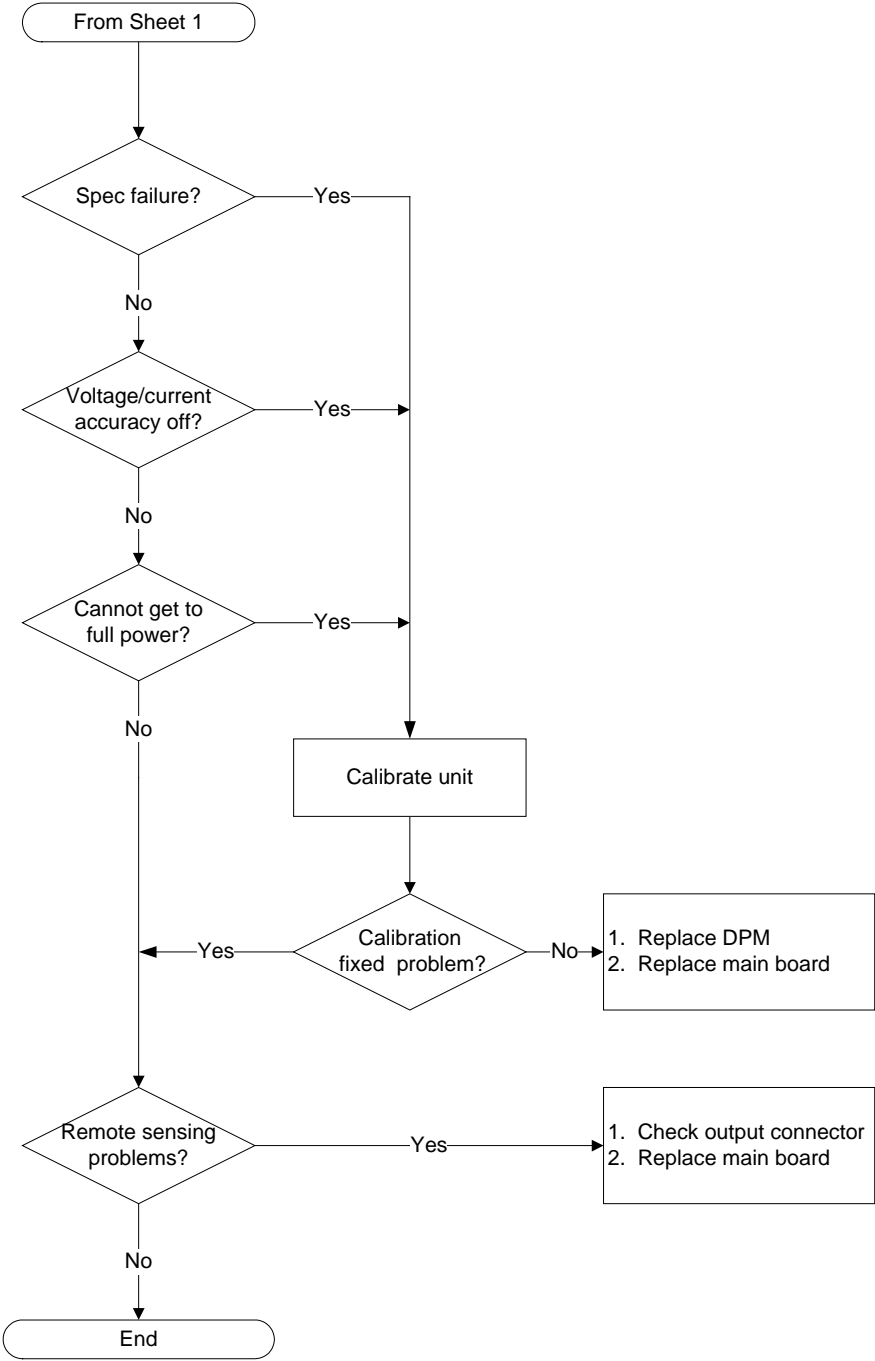 From Sheet 1
Spec failure?
Yes
No
Voltage/current
accuracy off?
Yes
No
Cannot get to
full power?
Yes
No
Calibrate unit
Calibration
fixed problem?
Yes
No
1. Replace DPM
2. Replace main board
Remote sensing
problems?
Yes
1. Check output connector
2. Replace main board
No
End